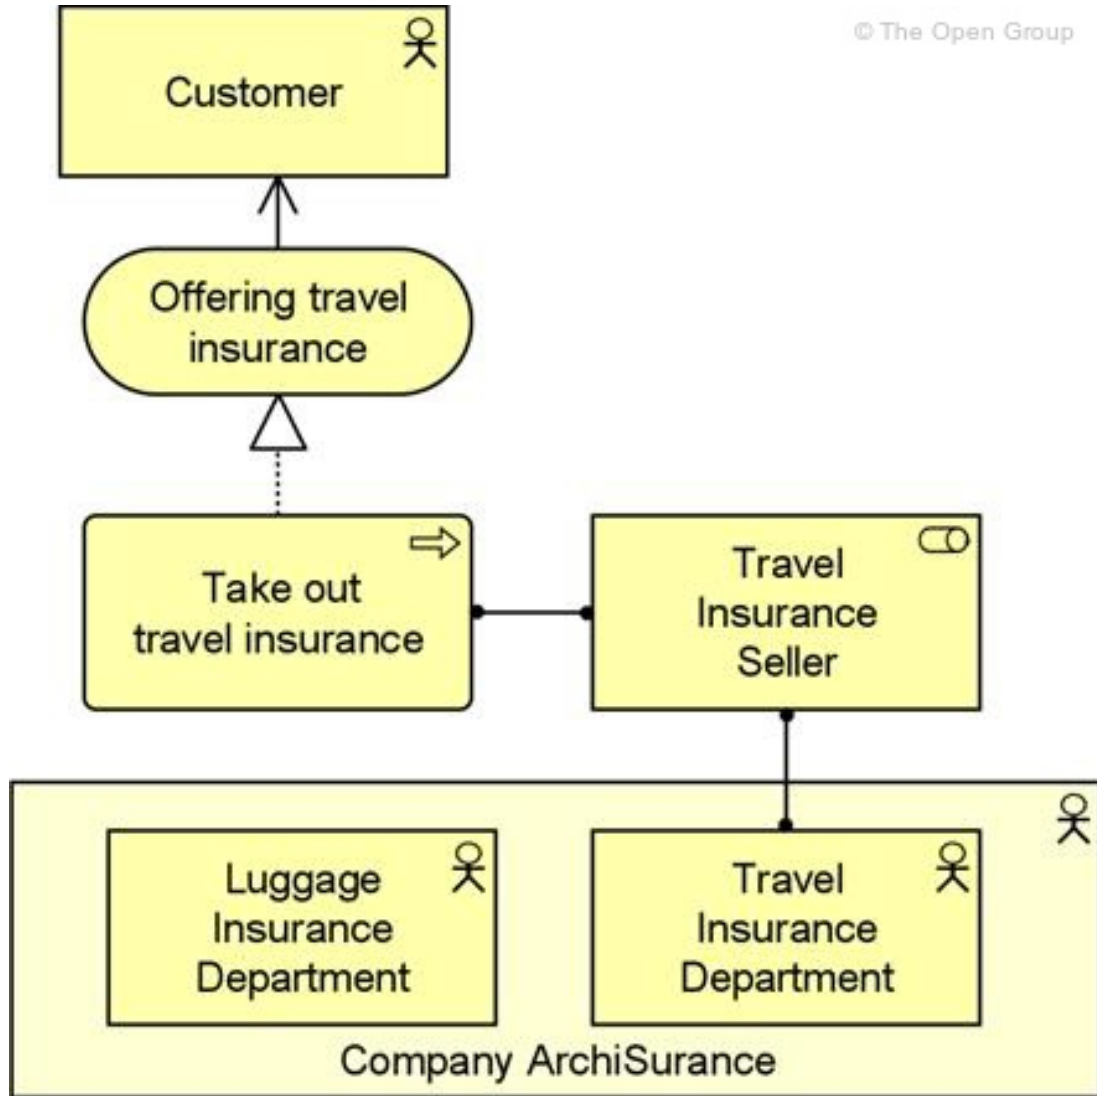 © The Open Group
Customer
Offering travel
insurance
Take out
travel insurance
Travel
Insurance
Seller
Luggage
Insurance
Department
Travel
Insurance
Department
Company ArchiSurance